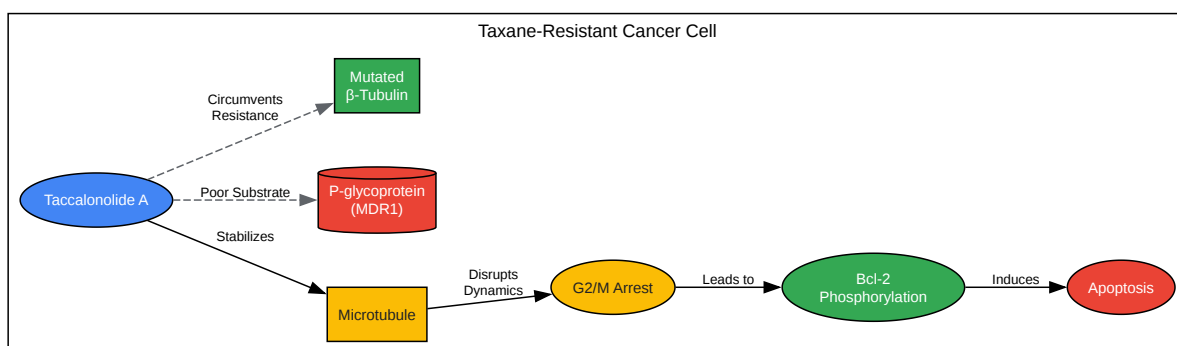 Taxane-Resistant Cancer Cell
Mutated
β-Tubulin
Circumvents
Resistance
Taccalonolide A
Poor Substrate
P-glycoprotein
(MDR1)
Stabilizes
Microtubule
Disrupts
Dynamics
G2/M Arrest
Leads to
Bcl-2
Phosphorylation
Induces
Apoptosis